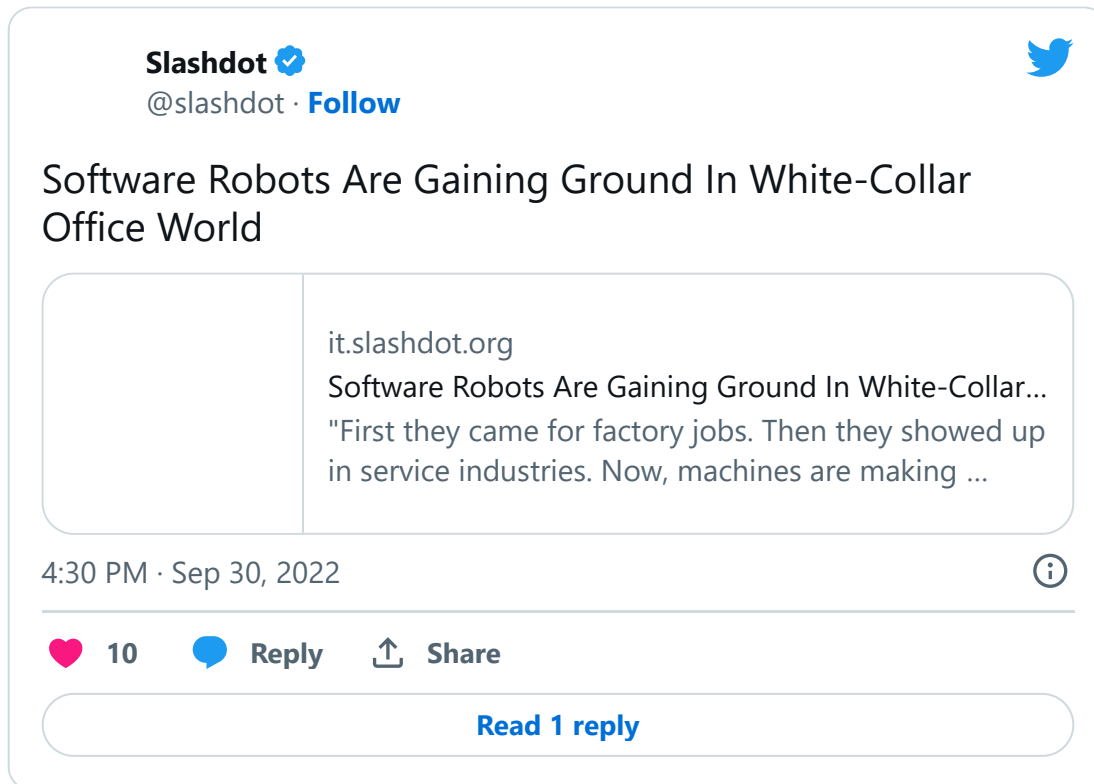 Slashdot
@slashdot · Follow
Software Robots Are Gaining Ground In White-Collar
Office World
it.slashdot.org
Software Robots Are Gaining Ground In White-Collar...
"First they came for factory jobs. Then they showed up
in service industries. Now, machines are making ...
4:30 PM · Sep 30, 2022
10 Reply Share
Read 1 reply